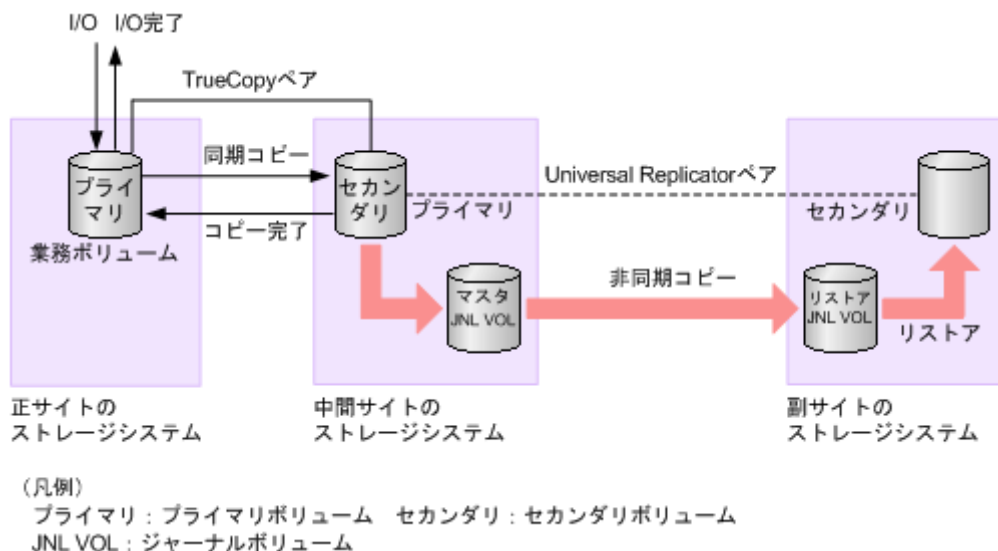 I/O I/O完了
TrueCopyペア
プライ
マリ
業務ボリューム
同期コピー
コピー完了
セカン
ダリ
プライマリ
Universal Replicatorペア
セカンダリ
マスタ
JNL VOL
非同期コピー
リストア
JNL VOL
リストア
正サイトの
ストレージシステム
中間サイトの
ストレージシステム
副サイトの
ストレージシステム
（凡例）
プライマリ：プライマリボリューム　セカンダリ：セカンダリボリューム
JNL VOL：ジャーナルボリューム